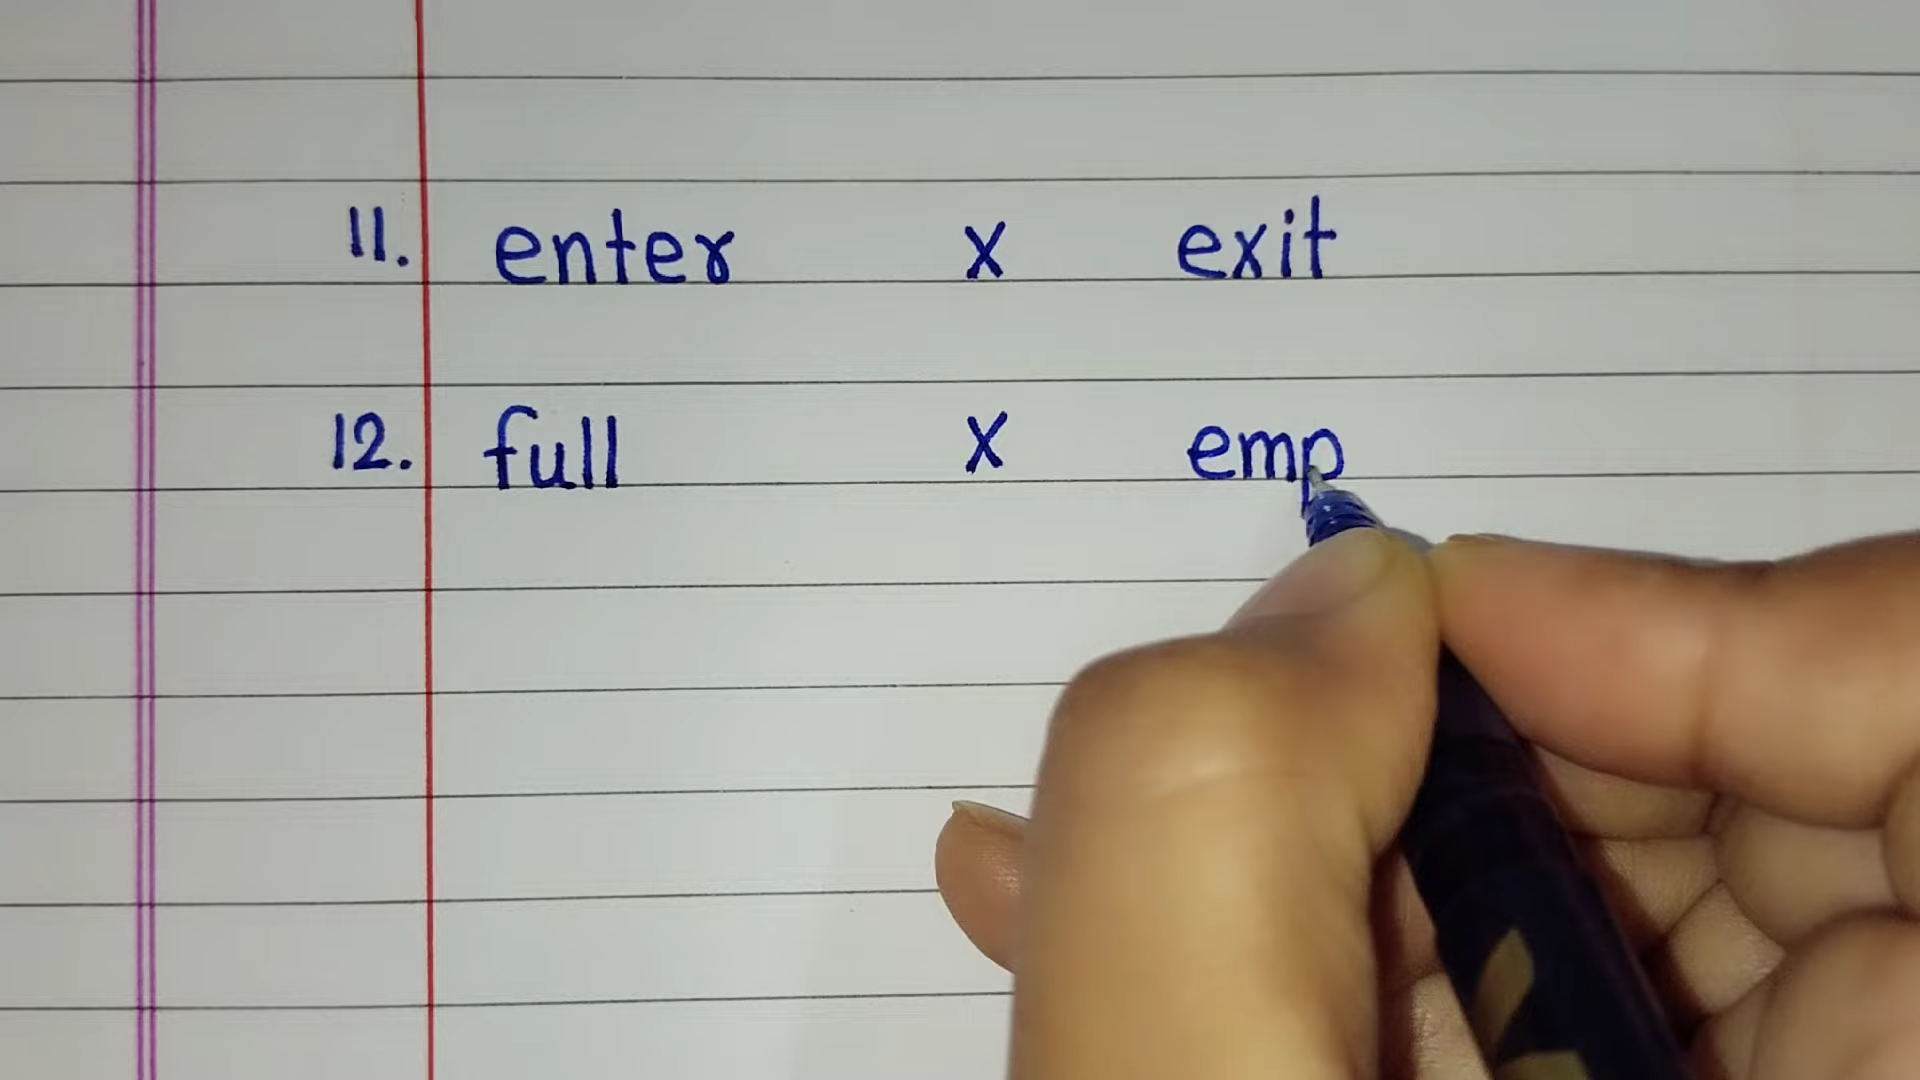 11. enter x exit
12. full x emp